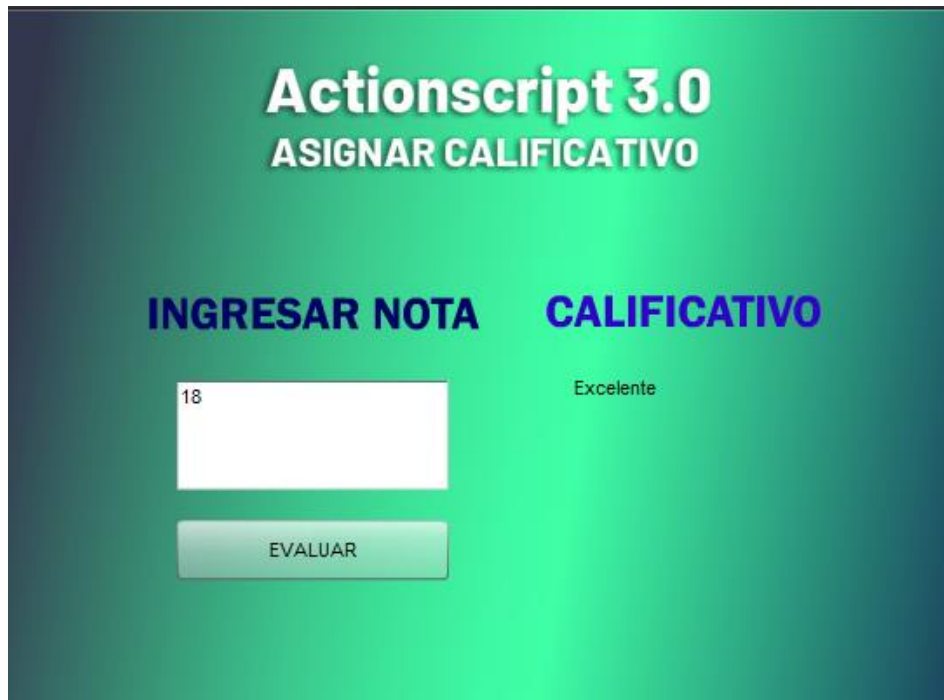 Actionscript 3.0
ASIGNAR CALIFICATIVO
INGRESAR NOTA
CALIFICATIVO
18
Excelente
EVALUAR